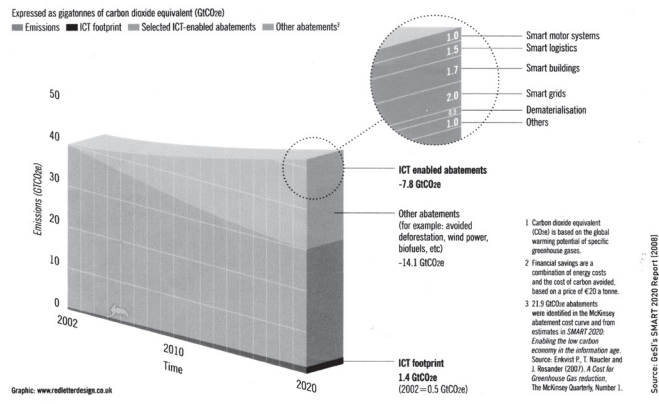 Expressed as gigatonnes of carbon dioxide equivalent (GtCO2e)
Emissions ICT footprint Selected ICT-enabled abatements Other abatements3
1.0 Smart motor systems
1.5 Smart logistics
1.7 Smart buildings
2.0 Smart grids
Dematerialisation
1.0 Others
50
40
30
20
10
0
Emissions (GTCO2e)
2002
2010
2020
Time
ICT enabled abatements
-7.8 GtCO2e
Other abatements
(for example: avoided
deforestation, wind power,
biofuels, etc)
-14.1 GtCO2e
ICT footprint
1.4 GtCO2e
(2002=0.5 GtCO2e)
1 Carbon dioxide equivalent
(CO2e) is based on the global
warming potential of specific
greenhouse gases.
2 Financial savings are a
combination of energy costs
and the cost of carbon avoided,
based on a price of €20 a tonne.
3 21.9 GtCO2e abatements
were identified in the McKinsey
abatement cost curve and from
estimates in SMART 2020:
Enabling the low carbon
economy in the information age.
Source: Enkvist P., T. Naucler and
J. Rosander (2007). A Cost for
Greenhouse Gas reduction,
The McKinsey Quarterly, Number 1.
Source: GeSI's SMART 2020 Report (2008)
Graphic: www.redletterdesign.co.uk